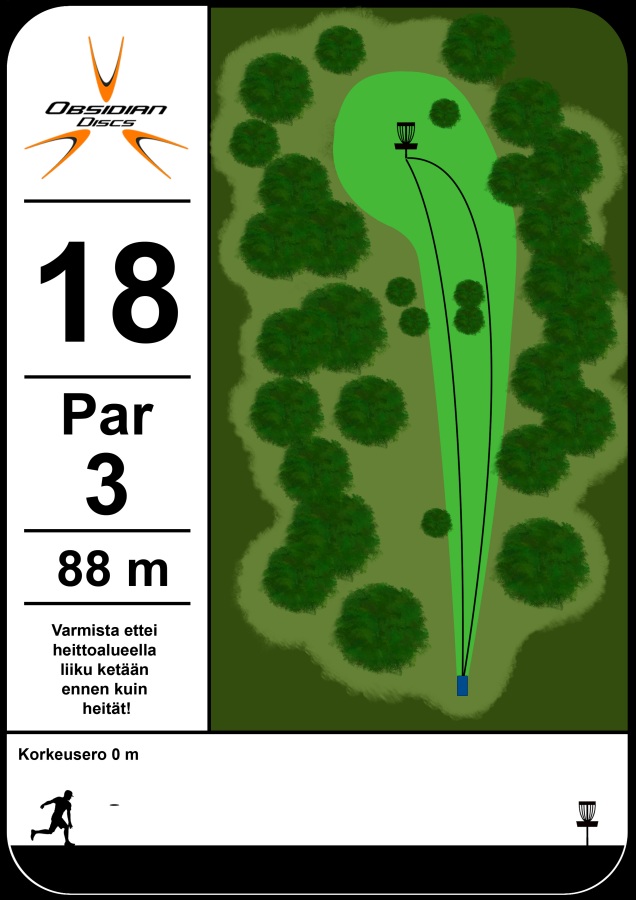 OBSIDIAN
DISCS
18
Par
3
88 m
Varmista ettei
heittoalueella
liiku ketään
ennen kuin
heität!
Korkeusero 0 m